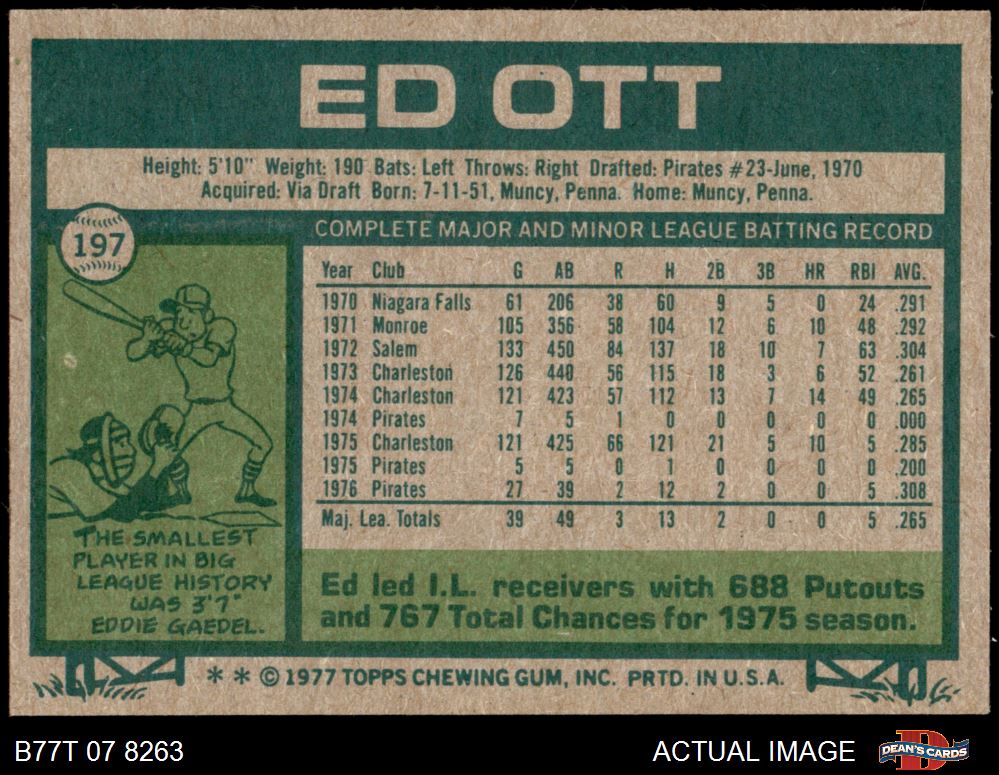 ED OTT
Height: 5'10" Weight: 190 Bats: Left Throws: Right Drafted: Pirates #23-June, 1970
Acquired: Via Draft Born: 7-11-51, Muncy, Penna. Home: Muncy, Penna.
197
COMPLETE MAJOR AND MINOR LEAGUE BATTING RECORD
Year Club G AB R H 2B 3B HR RBI AVG.
1970 Niagara Falls 61 206 38 60 9 5 0 24 .291
1971 Monroe 105 356 58 104 12 6 10 48 .292
1972 Salem 133 450 84 137 18 10 7 63 .304
1973 Charleston 126 440 56 115 18 3 6 52 .261
1974 Charleston 121 423 57 112 13 7 14 49 .265
1974 Pirates 7 5 1 0 0 0 0 0 .000
1975 Charleston 121 425 66 121 21 5 10 5 .285
1975 Pirates 5 5 0 1 0 0 0 0 .200
1976 Pirates 27 39 2 12 2 0 0 5 .308
Maj. Lea. Totals 39 49 3 13 2 0 0 5 .265
THE SMALLEST
PLAYER IN BIG
LEAGUE HISTORY
WAS 3'7"
EDDIE GAEDEL.
Ed led I.L. receivers with 688 Putouts
and 767 Total Chances for 1975 season.
* * © 1977 TOPPS CHEWING GUM, INC. PRTD. IN U.S.A.
B77T 07 8263
ACTUAL IMAGE
D
DEAN'S CARDS